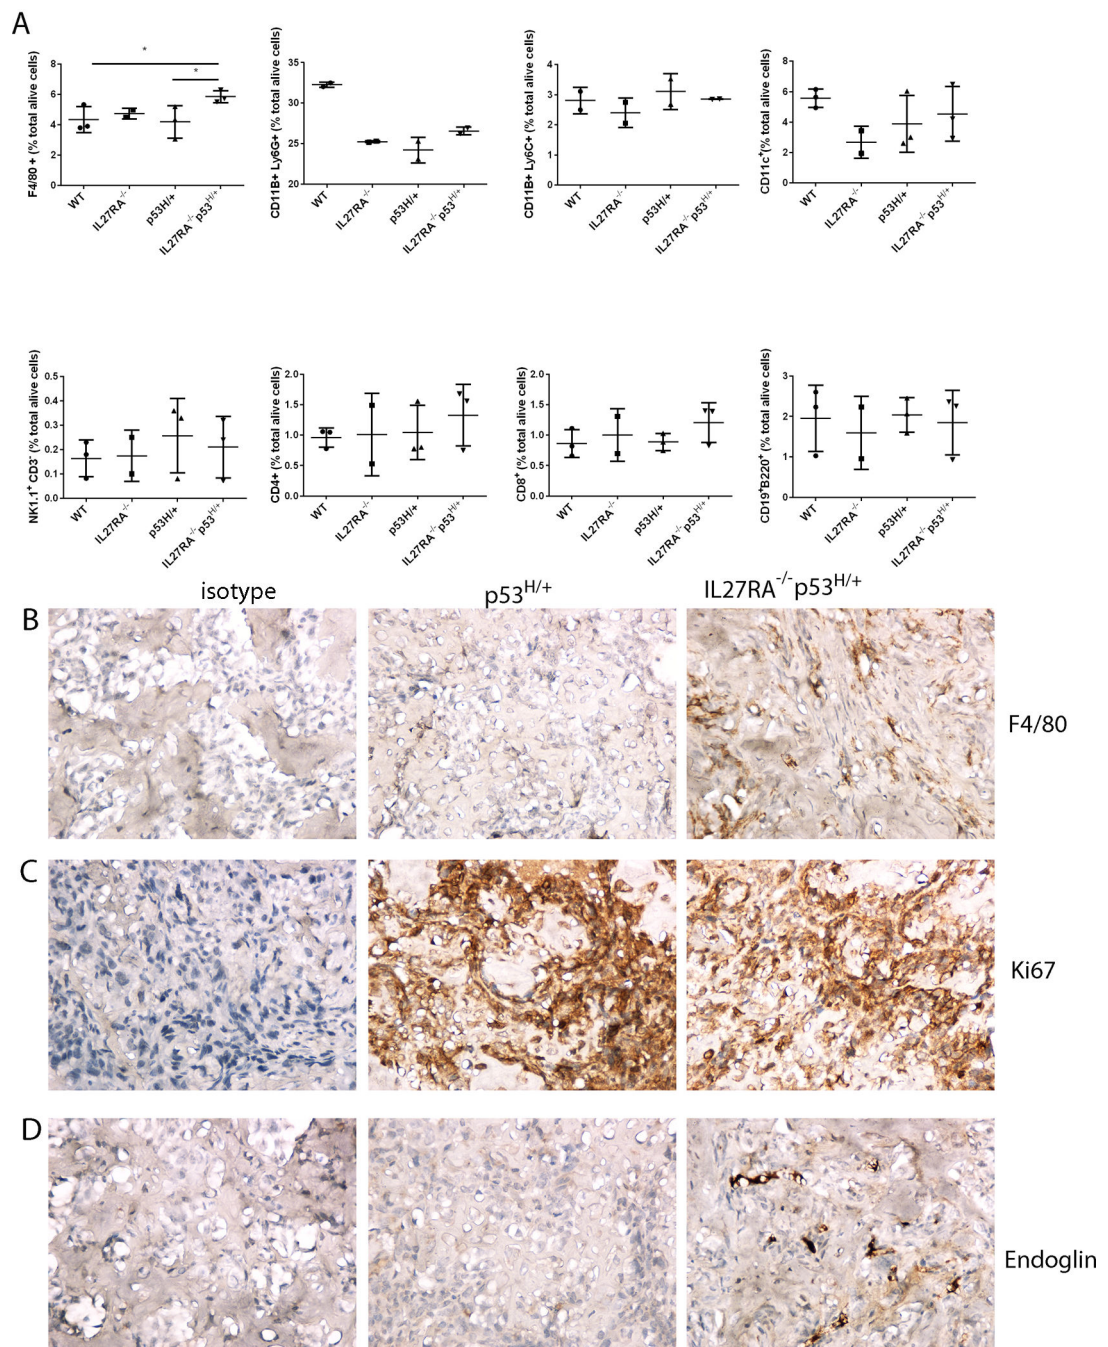 A
F4/80 + (% total alive cells)
8
6
4
2
0
*
*
WT
IL27RA⁻/⁻
p53H/+
IL27RA⁻/⁻p53ᴴ/⁺
CD11B+ Ly6G+ (% total alive cells)
35
30
25
20
WT
IL27RA⁻/⁻
p53H/+
IL27RA⁻/⁻p53ᴴ/⁺
CD11B+ Ly6C+ (% total alive cells)
4
3
2
1
0
WT
IL27RA⁻/⁻
p53H/+
IL27RA⁻/⁻p53ᴴ/⁺
CD11c⁺(% total alive cells)
8
6
4
2
0
WT
IL27RA⁻/⁻
p53H/+
IL27RA⁻/⁻p53ᴴ/⁺
NK1.1⁺ CD3⁻ (% total alive cells)
0.5
0.4
0.3
0.2
0.1
0.0
WT
IL27RA⁻/⁻
p53H/+
IL27RA⁻/⁻p53ᴴ/⁺
CD4+ (% total alive cells)
2.0
1.5
1.0
0.5
0.0
WT
IL27RA⁻/⁻
p53H/+
IL27RA⁻/⁻p53ᴴ/⁺
CD8⁺ (% total alive cells)
2.0
1.5
1.0
0.5
0.0
WT
IL27RA⁻/⁻
p53H/+
IL27RA⁻/⁻p53ᴴ/⁺
CD19⁺B220⁺ (% total alive cells)
3
2
1
0
WT
IL27RA⁻/⁻
p53H/+
IL27RA⁻/⁻p53ᴴ/⁺
isotype
p53ᴴ/⁺
IL27RA⁻/⁻p53ᴴ/⁺
B
F4/80
C
Ki67
D
Endoglin